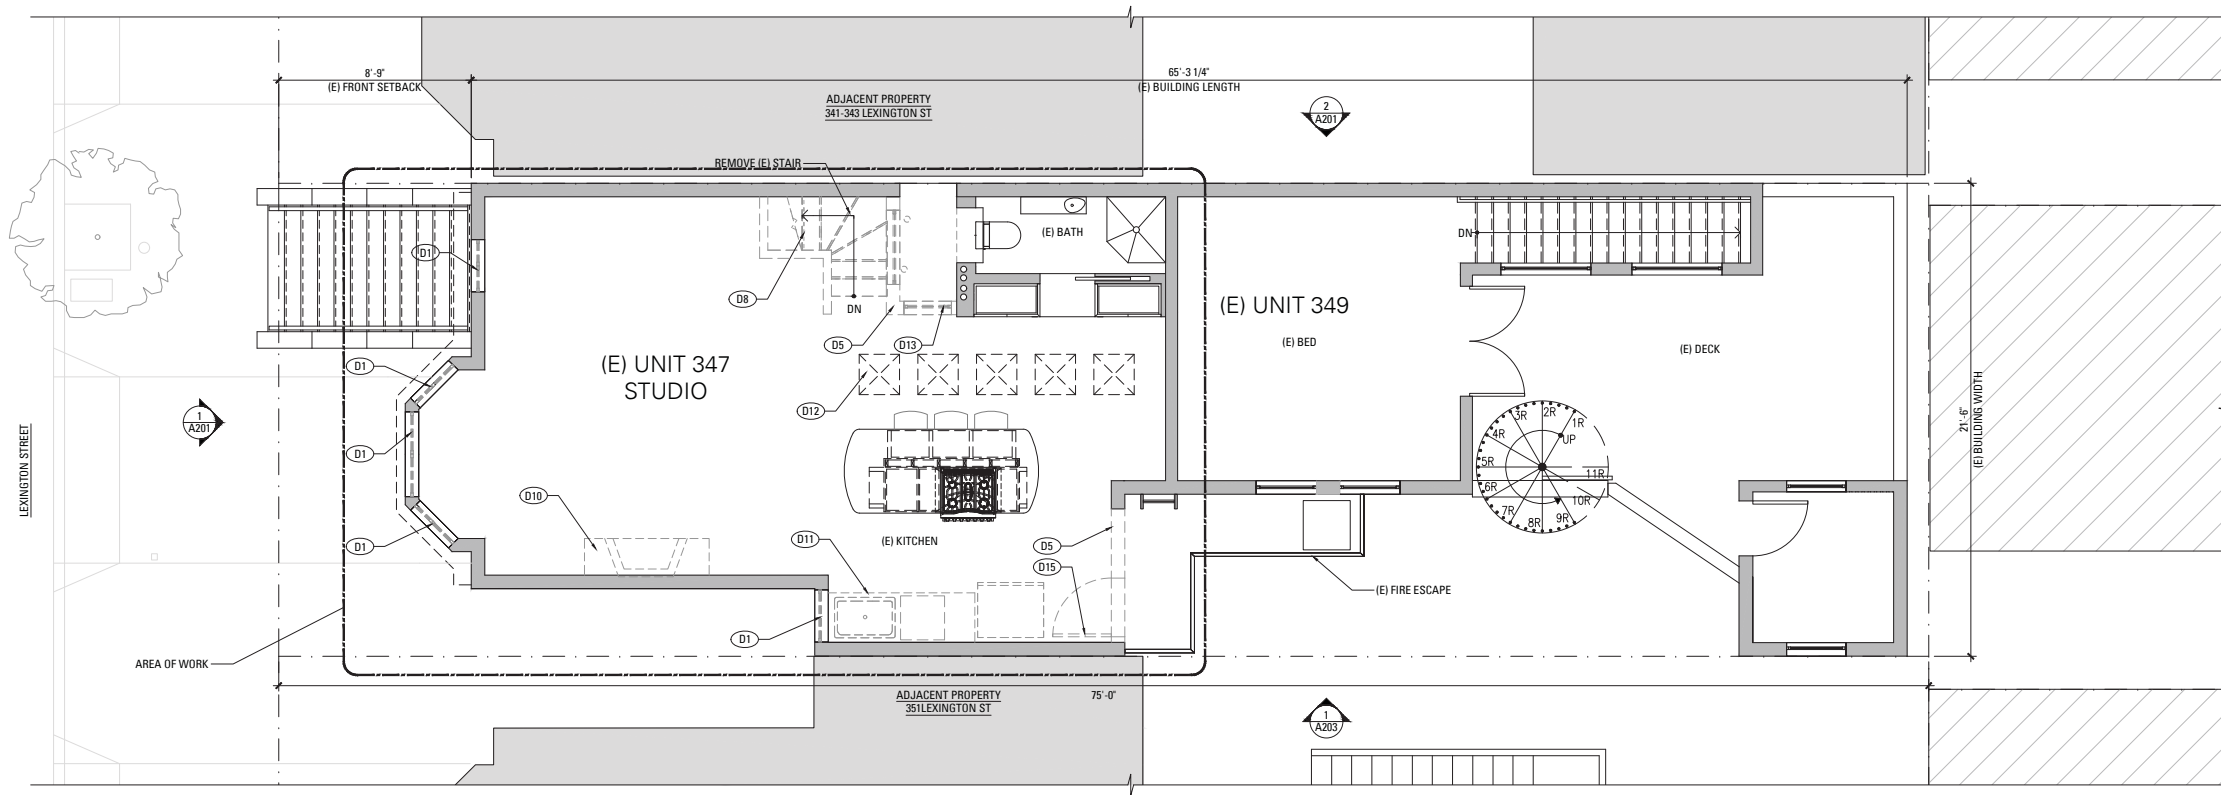 8'-9"
(E) FRONT SETBACK
65'-3 1/4"
(E) BUILDING LENGTH
ADJACENT PROPERTY
341-343 LEXINGTON ST
2
A201
REMOVE (E) STAIR
D1
D8
DN
(E) BATH
DN
D5
D13
(E) UNIT 349
(E) BED
(E) DECK
(E) UNIT 347
STUDIO
D1
D12
1
A201
D1
LEXINGTON STREET
21'-6"
(E) BUILDING WIDTH
1R
2R
3R
4R
5R
6R
7R
8R
9R
10R
11R
UP
D10
D1
D11
(E) KITCHEN
D5
D15
(E) FIRE ESCAPE
D1
AREA OF WORK
ADJACENT PROPERTY
351LEXINGTON ST
75'-0"
1
A203